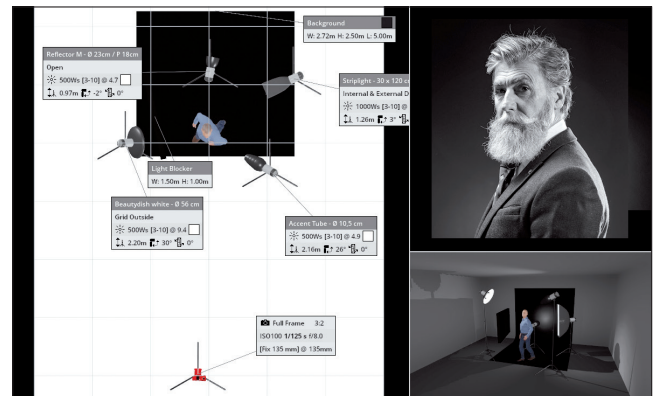 Background
W: 2.72m H: 2.50m L: 5.00m
Reflector M - Ø 23cm / P 18cm
Open
500Ws [3-10] @ 4.7
0.97m -2° 0°
Striplight - 30 x 120 c
Internal & External D
1000Ws [3-10] @
1.26m 3°
Light Blocker
W: 1.50m H: 1.00m
Beautydish white - Ø 56 cm
Grid Outside
500Ws [3-10] @ 9.4
2.20m 30° 0°
Accent Tube - Ø 10,5 cm
500Ws [3-10] @ 4.9
2.16m 26° 0°
Full Frame 3:2
ISO100 1/125 s f/8.0
[Fix 135 mm] @ 135mm